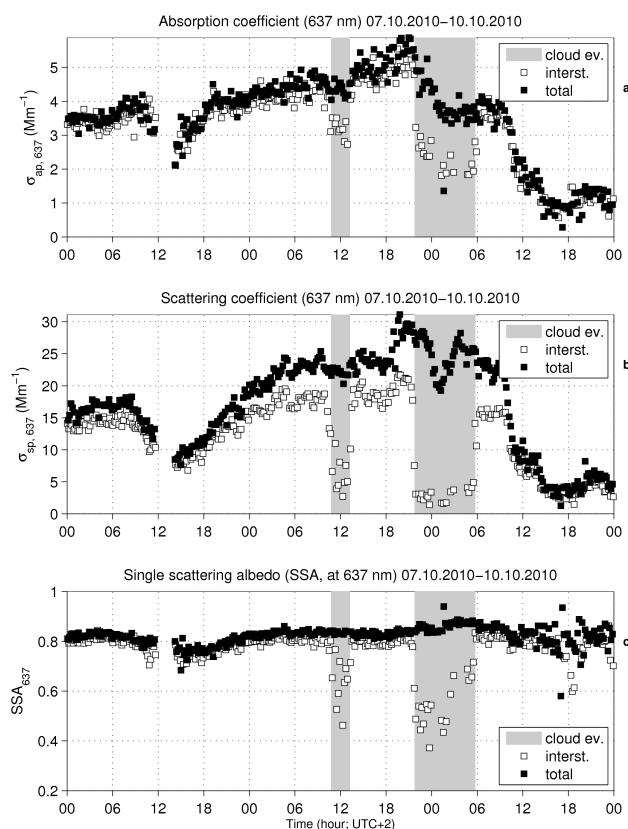 Absorption coefficient (637 nm) 07.10.2010−10.10.2010
5
4
3
2
1
0
σap, 637 (Mm−1)
cloud ev.
interst.
total
a
00 06 12 18 00 06 12 18 00 06 12 18 00 06 12 18 00
Scattering coefficient (637 nm) 07.10.2010−10.10.2010
30
25
20
15
10
5
0
σsp, 637 (Mm−1)
cloud ev.
interst.
total
b
00 06 12 18 00 06 12 18 00 06 12 18 00
Single scattering albedo (SSA, at 637 nm) 07.10.2010−10.10.2010
1
0.8
0.6
0.4
0.2
SSA637
cloud ev.
interst.
total
c
00 06 12 18 00 06 12 18 00 06 12 18 00
Time (hour; UTC+2)